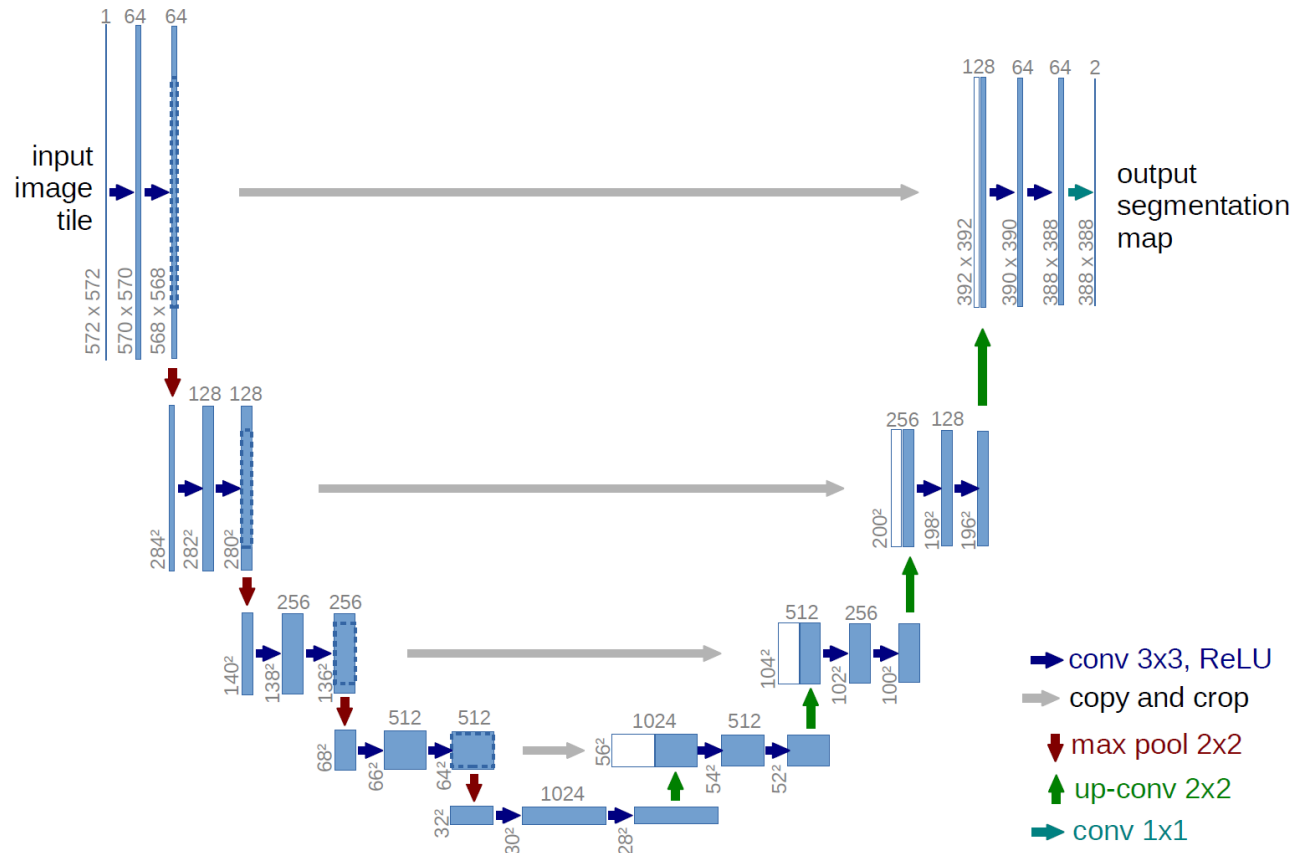 1 64 64
input
image
tile
572 x 572
570 x 570
568 x 568
128 64 64 2
392 x 392
390 x 390
388 x 388
388 x 388
output
segmentation
map
128 128
284²
282²
280²
256 128
200²
198²
196²
256 256
140²
138²
136²
512 256
104²
102²
100²
512 512
68²
66²
64²
1024 512
56²
54²
52²
1024
32²
30²
28²
conv 3x3, ReLU
copy and crop
max pool 2x2
up-conv 2x2
conv 1x1